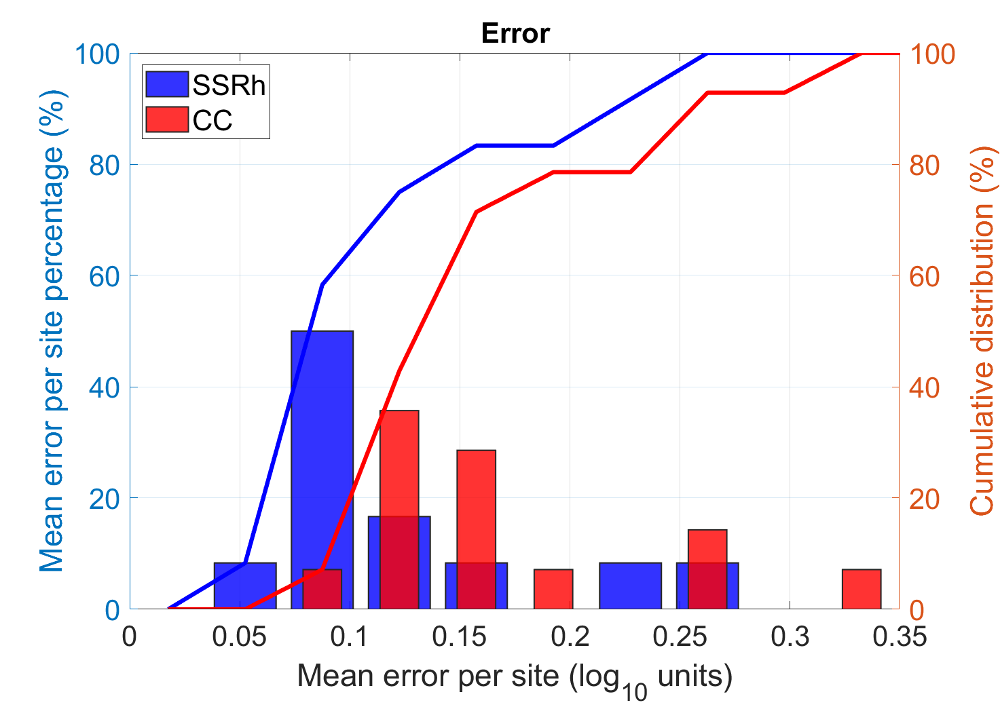 Error
SSRh
CC
Mean error per site percentage (%)
100
80
60
40
20
0
100
80
60
40
20
0
Cumulative distribution (%)
0 0.05 0.1 0.15 0.2 0.25 0.3 0.35
Mean error per site (log10 units)